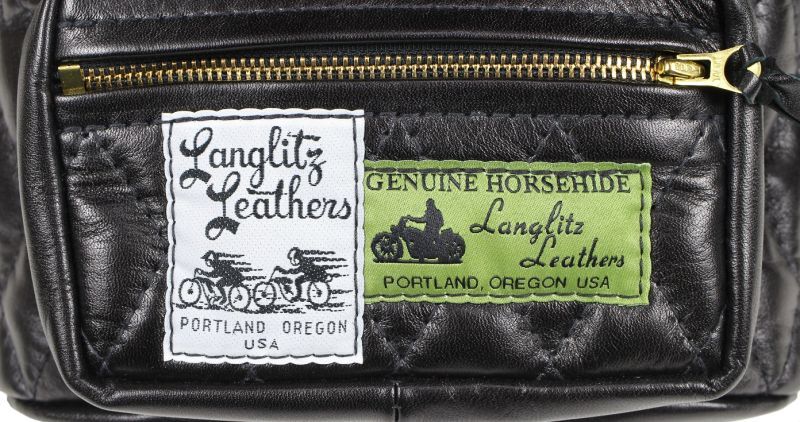 Langlitz
Leathers
PORTLAND OREGON
USA
GENUINE HORSEHIDE
Langlitz
Leathers
PORTLAND, OREGON USA